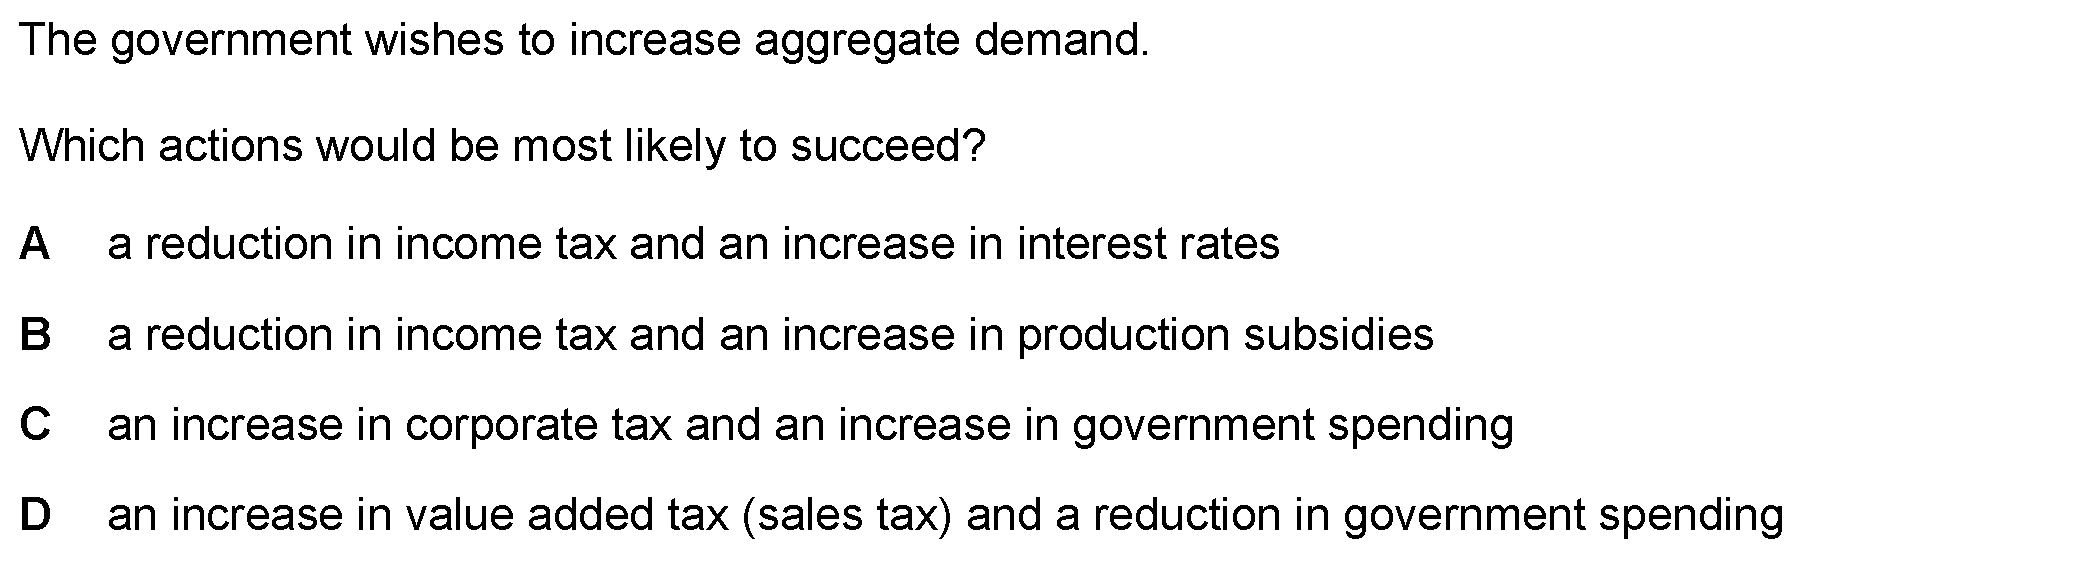 The government wishes to increase aggregate demand.
Which actions would be most likely to succeed?
A a reduction in income tax and an increase in interest rates
B a reduction in income tax and an increase in production subsidies
C an increase in corporate tax and an increase in government spending
D an increase in value added tax (sales tax) and a reduction in government spending